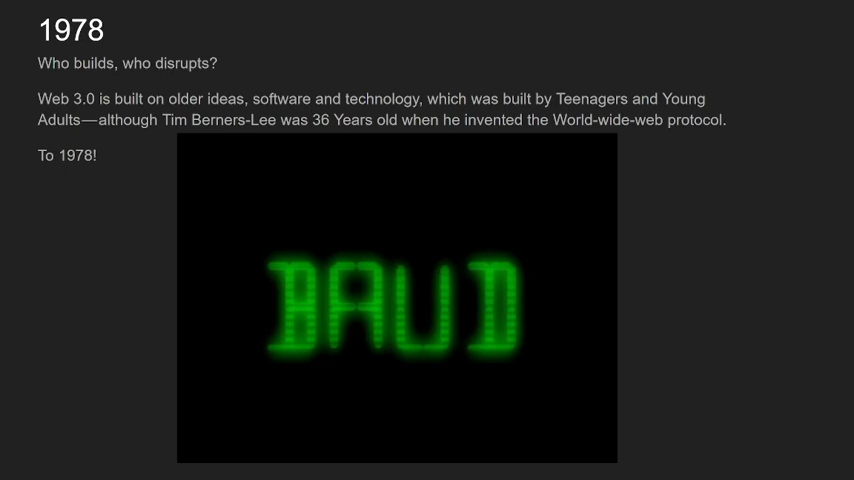 1978
Who builds, who disrupts?
Web 3.0 is built on older ideas, software and technology, which was built by Teenagers and Young
Adults—although Tim Berners-Lee was 36 Years old when he invented the World-wide-web protocol.
To 1978!
BAUD